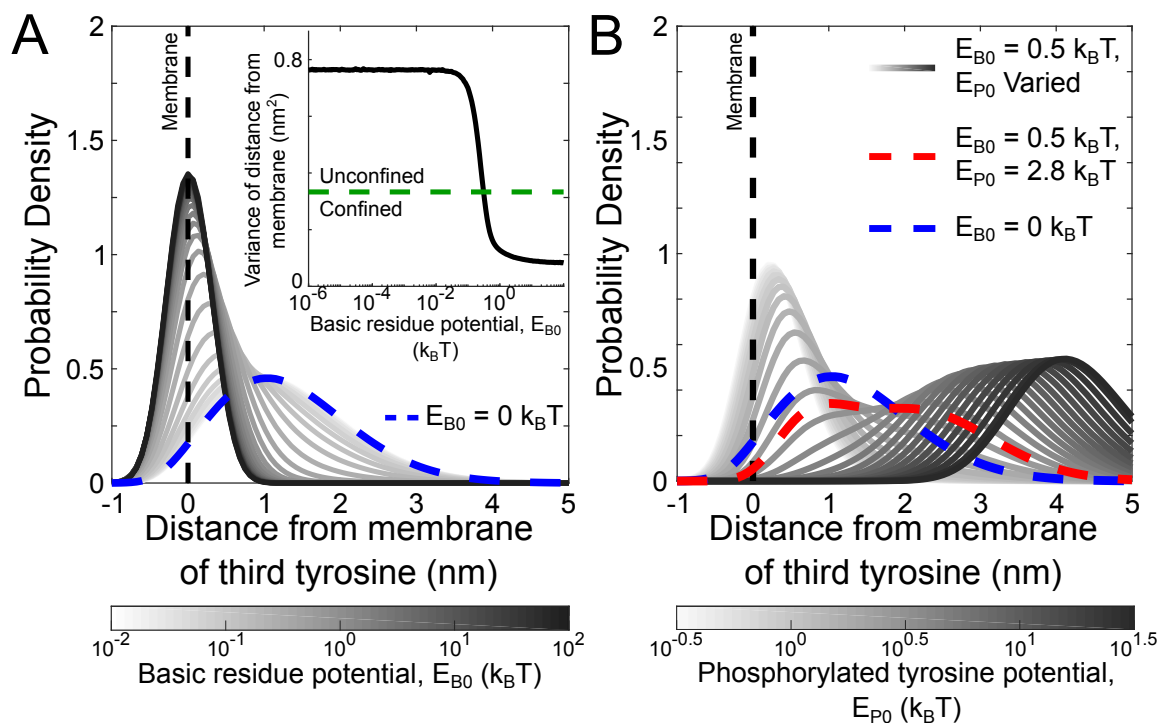 A
2
1.5
1
0.5
0
Probability Density
Membrane
-1 0 1 2 3 4 5
Distance from membrane
of third tyrosine (nm)
0.8
0
Variance of distance from
membrane (nm²)
Unconfined
Confined
10⁻⁶ 10⁻⁴ 10⁻² 10⁰
Basic residue potential, E_B0
(k_BT)
E_B0 = 0 k_BT
10⁻² 10⁻¹ 10⁰ 10¹ 10²
Basic residue potential, E_B0 (k_BT)
B
2
1.5
1
0.5
0
Probability Density
Membrane
E_B0 = 0.5 k_BT,
E_P0 Varied
E_B0 = 0.5 k_BT,
E_P0 = 2.8 k_BT
E_B0 = 0 k_BT
-1 0 1 2 3 4 5
Distance from membrane
of third tyrosine (nm)
10⁻⁰·⁵ 10⁰ 10⁰·⁵ 10¹ 10¹·⁵
Phosphorylated tyrosine potential,
E_P0 (k_BT)